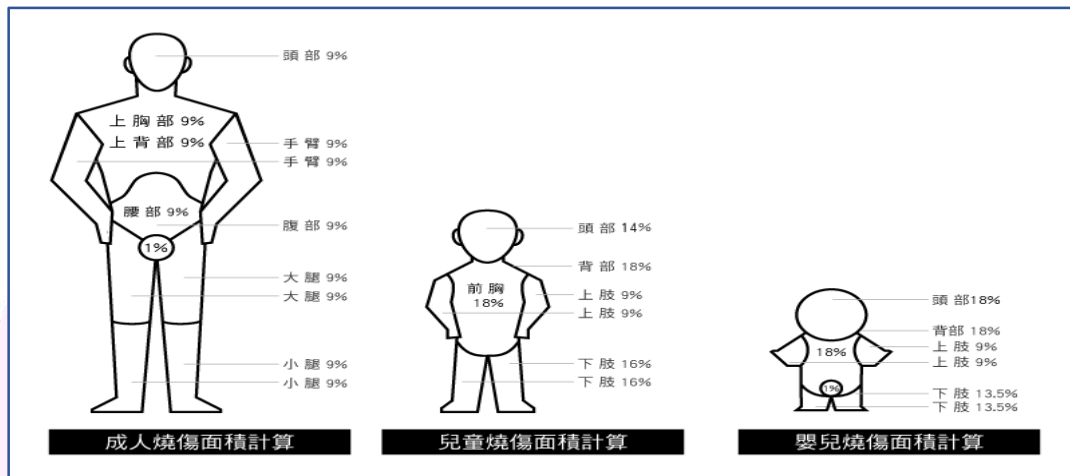 頭部 9%
上胸部 9%
上背部 9%
手臂 9%
手臂 9%
腰部 9%
腹部 9%
1%
大腿 9%
大腿 9%
小腿 9%
小腿 9%
成人燒傷面積計算
頭部 14%
背部 18%
前胸
18%
上肢 9%
上肢 9%
下肢 16%
下肢 16%
兒童燒傷面積計算
頭部18%
背部 18%
18%
上肢 9%
上肢 9%
1%
下肢 13.5%
下肢 13.5%
嬰兒燒傷面積計算